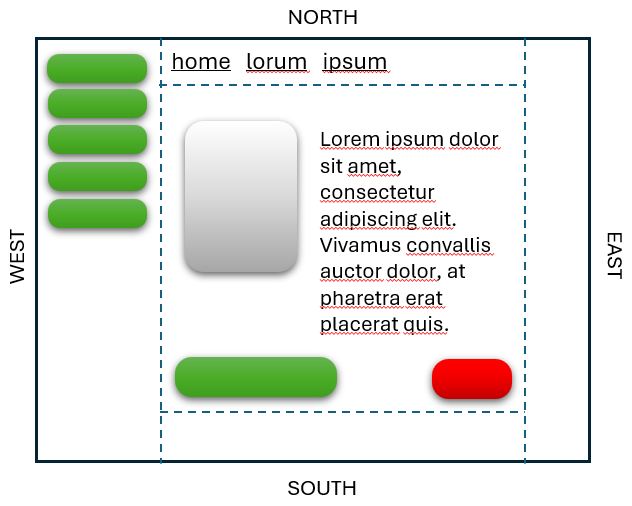 NORTH
home lorum ipsum
Lorem ipsum dolor
sit amet,
consectetur
adipiscing elit.
Vivamus convallis
auctor dolor, at
pharetra erat
placerat quis.
WEST
EAST
SOUTH